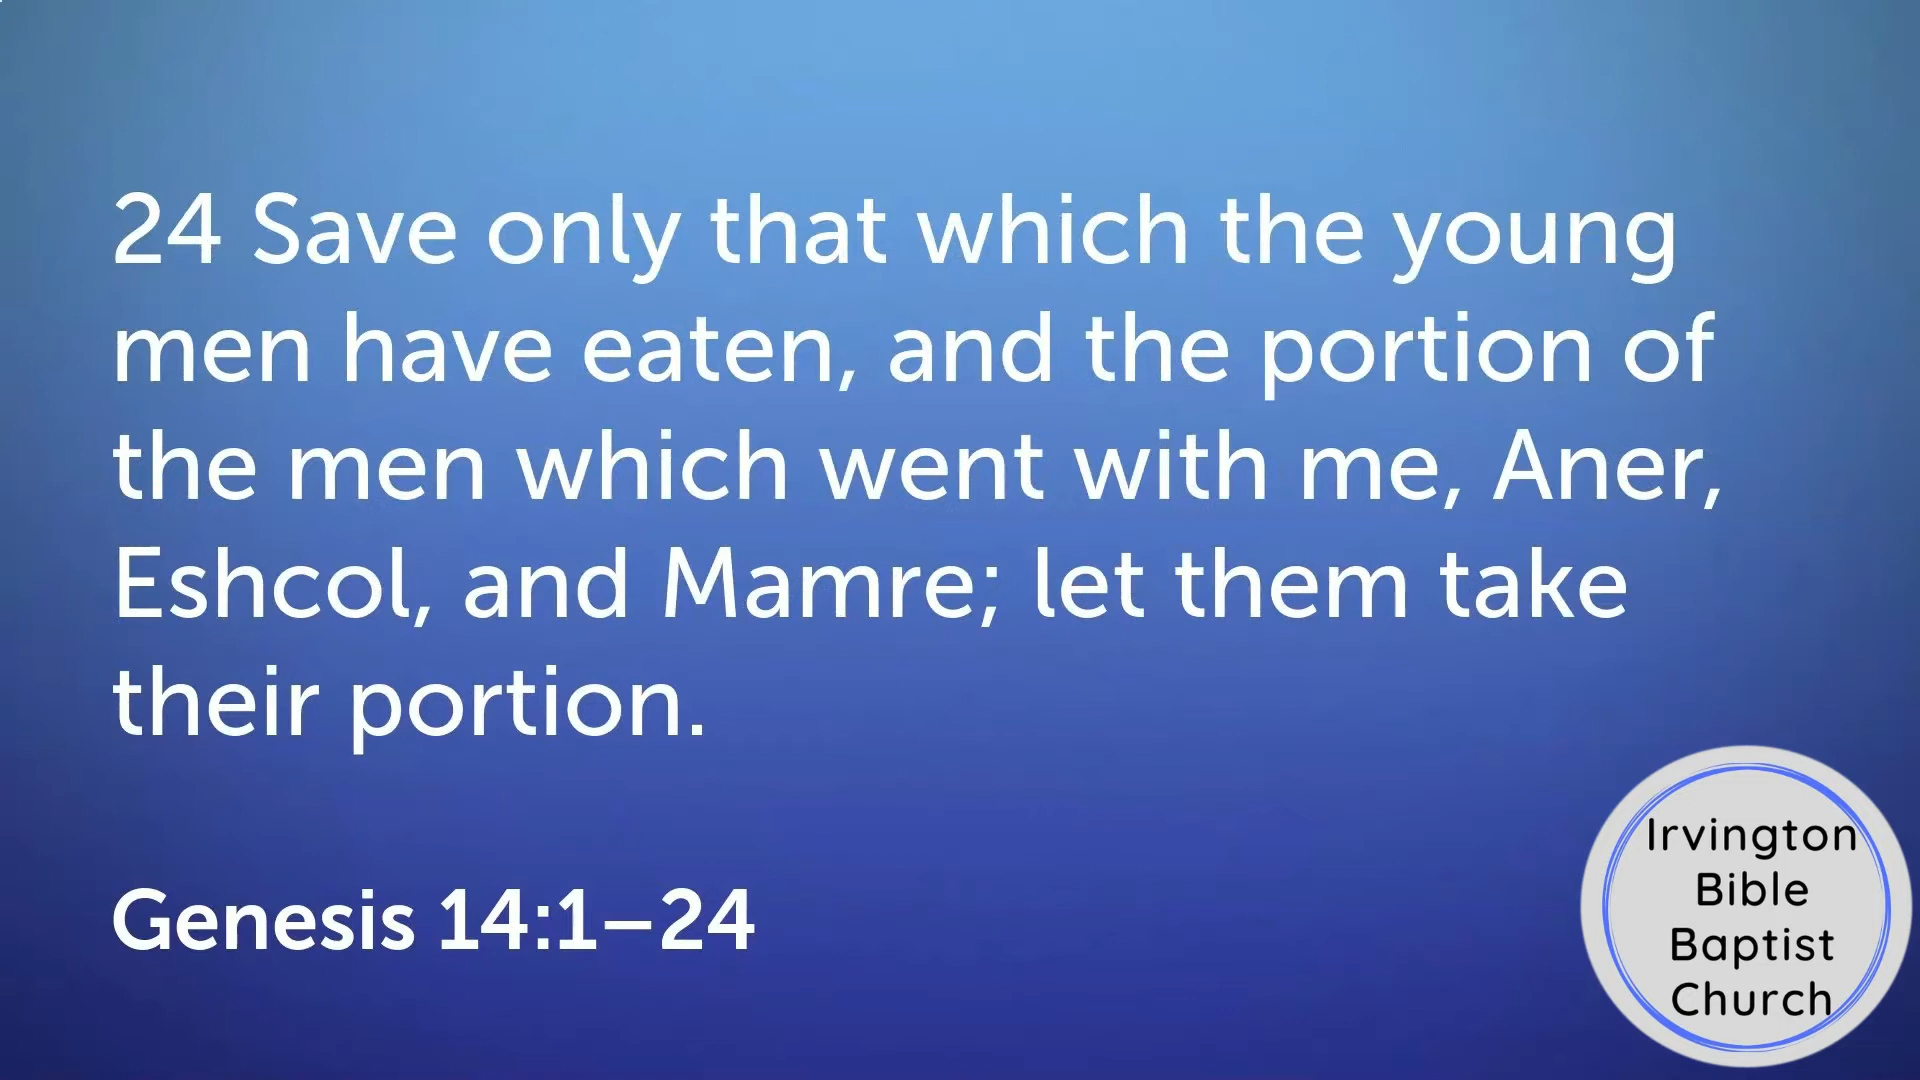 24 Save only that which the young
men have eaten, and the portion of
the men which went with me, Aner,
Eshcol, and Mamre; let them take
their portion.
Genesis 14:1–24
Irvington
Bible
Baptist
Church